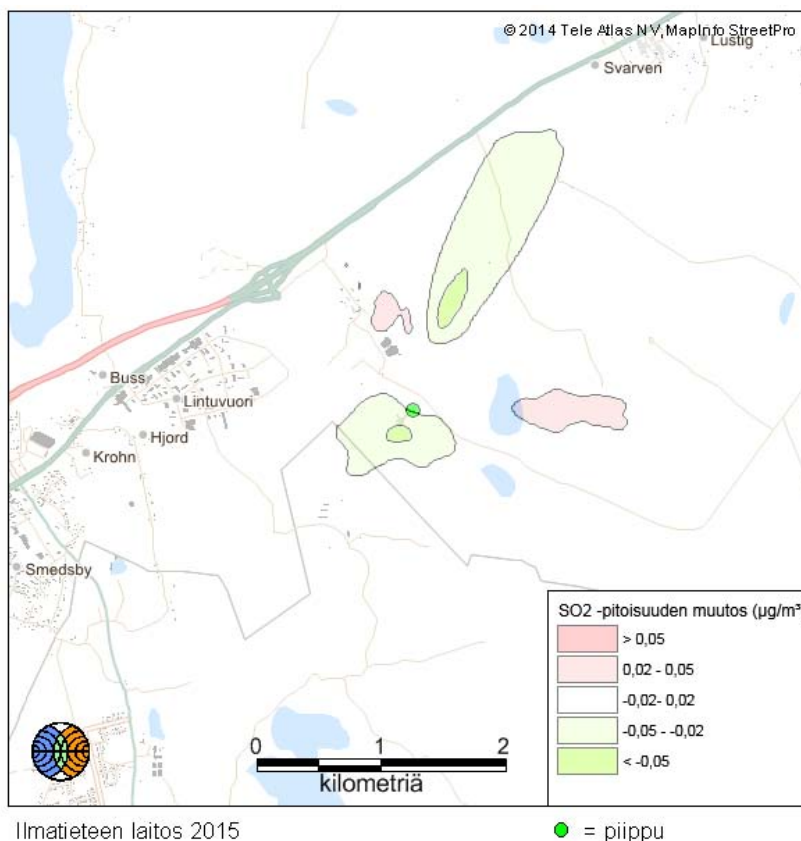 © 2014 Tele Atlas NV,MapInfo StreetPro
Lustig
Svarven
Buss
Lintuvuori
Hjord
Krohn
Smedsby
SO2 -pitoisuuden muutos (µg/m³
> 0,05
0,02 - 0,05
-0,02- 0,02
-0,05 - -0,02
< -0,05
0 1 2
kilometriä
Ilmatieteen laitos 2015
= piippu